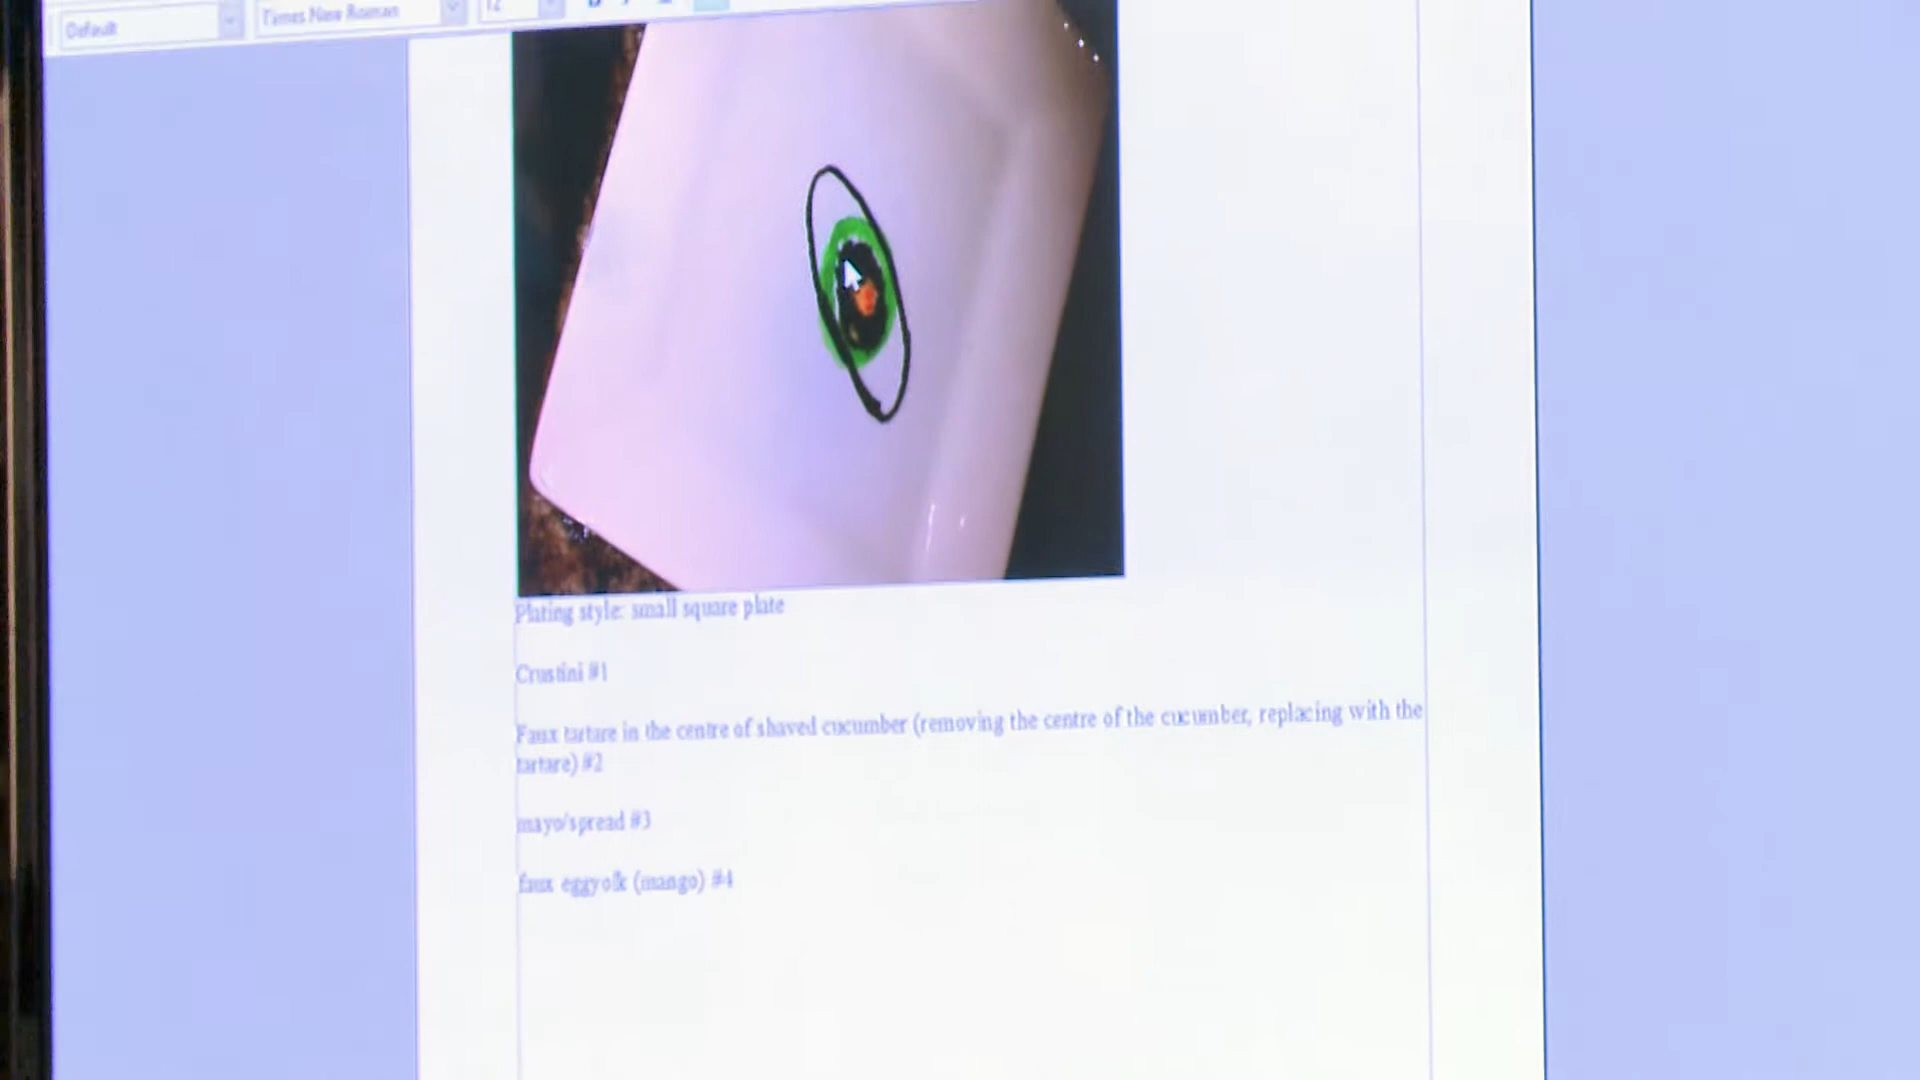 Default Times New Roman 12
Plating style: small square plate
Crustini #1
Faux tartare in the centre of shaved cucumber (removing the centre of the cucumber, replacing with the
tartare) #2
mayo/spread #3
faux eggyolk (mango) #4